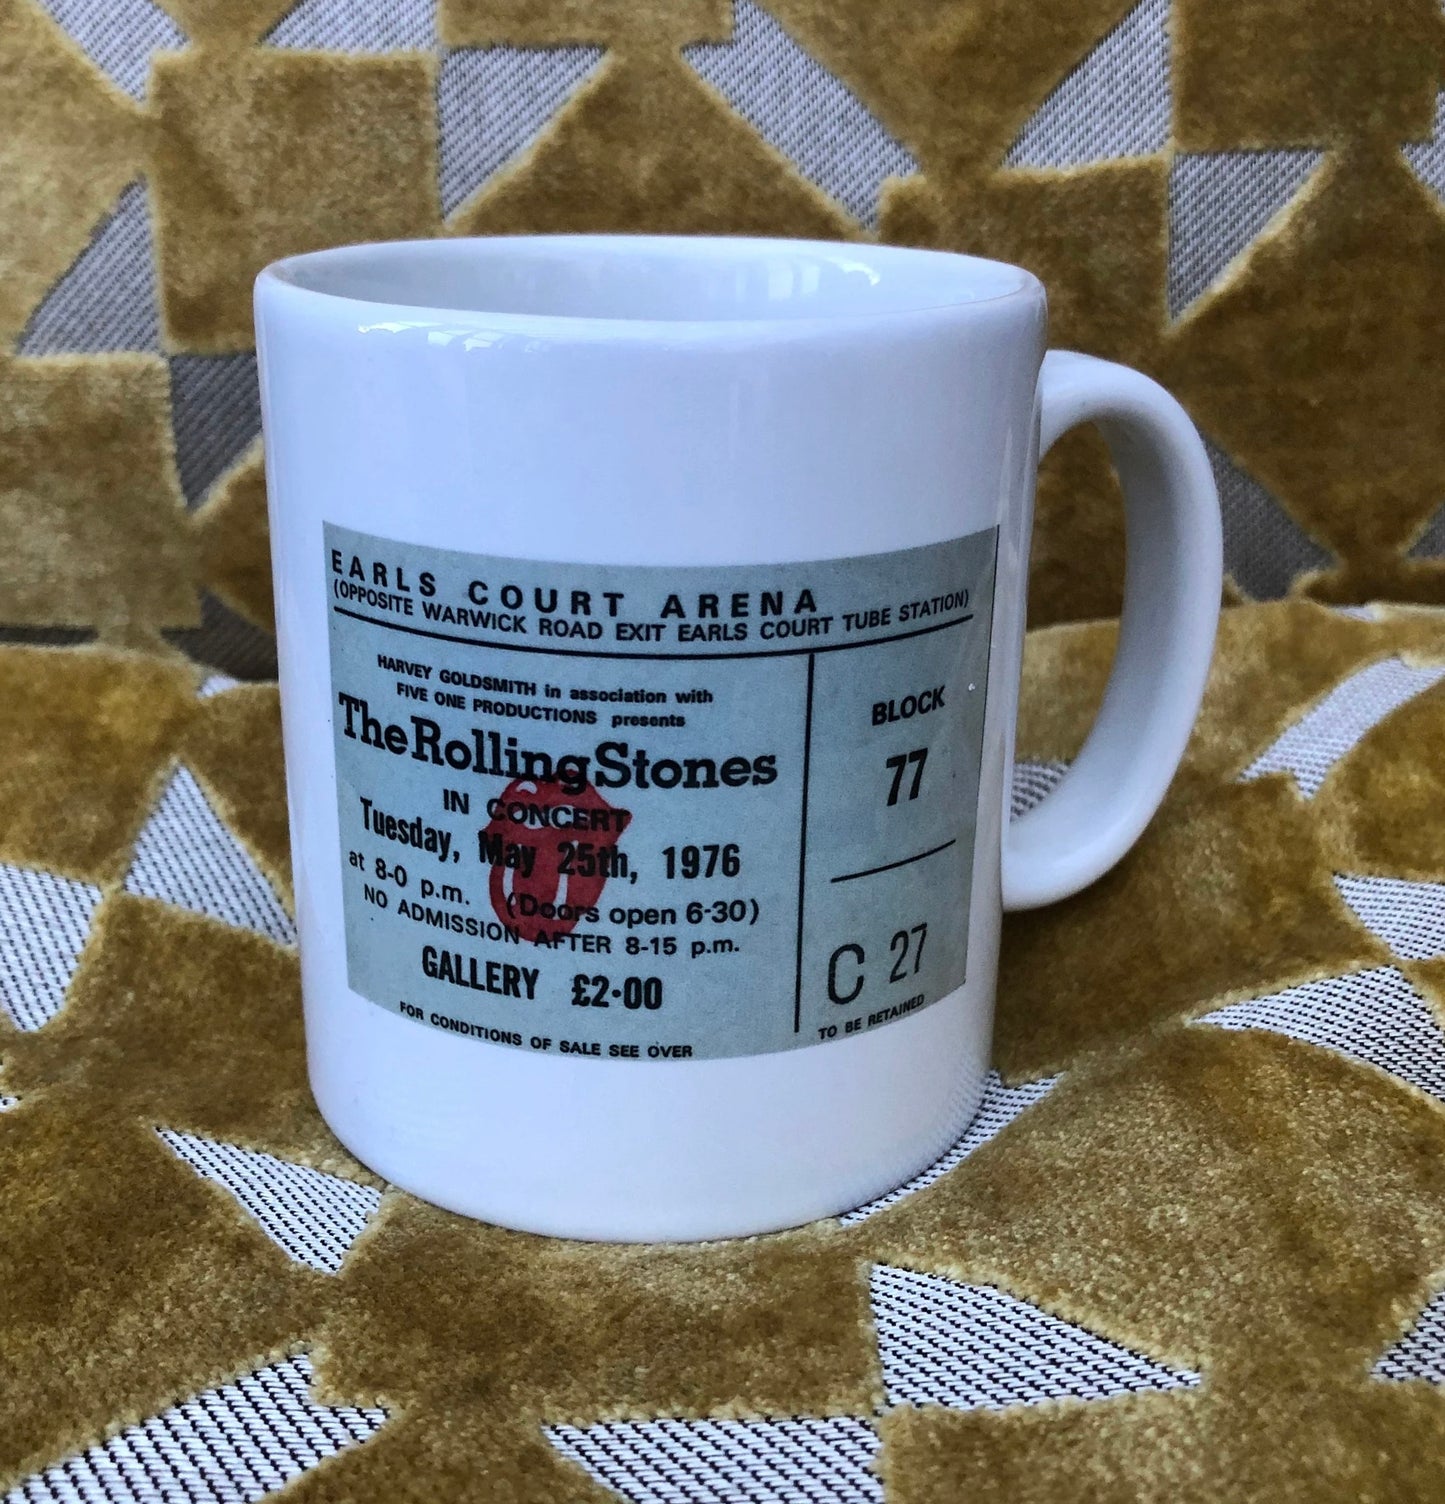 EARLS COURT ARENA
(OPPOSITE WARWICK ROAD EXIT EARLS COURT TUBE STATION)
HARVEY GOLDSMITH in association with
FIVE ONE PRODUCTIONS presents
The Rolling Stones
IN CONCERT
Tuesday, May 25th, 1976
at 8-0 p.m. (Doors open 6-30)
NO ADMISSION AFTER 8-15 p.m.
GALLERY £2·00
FOR CONDITIONS OF SALE SEE OVER
BLOCK
77
C 27
TO BE RETAINED